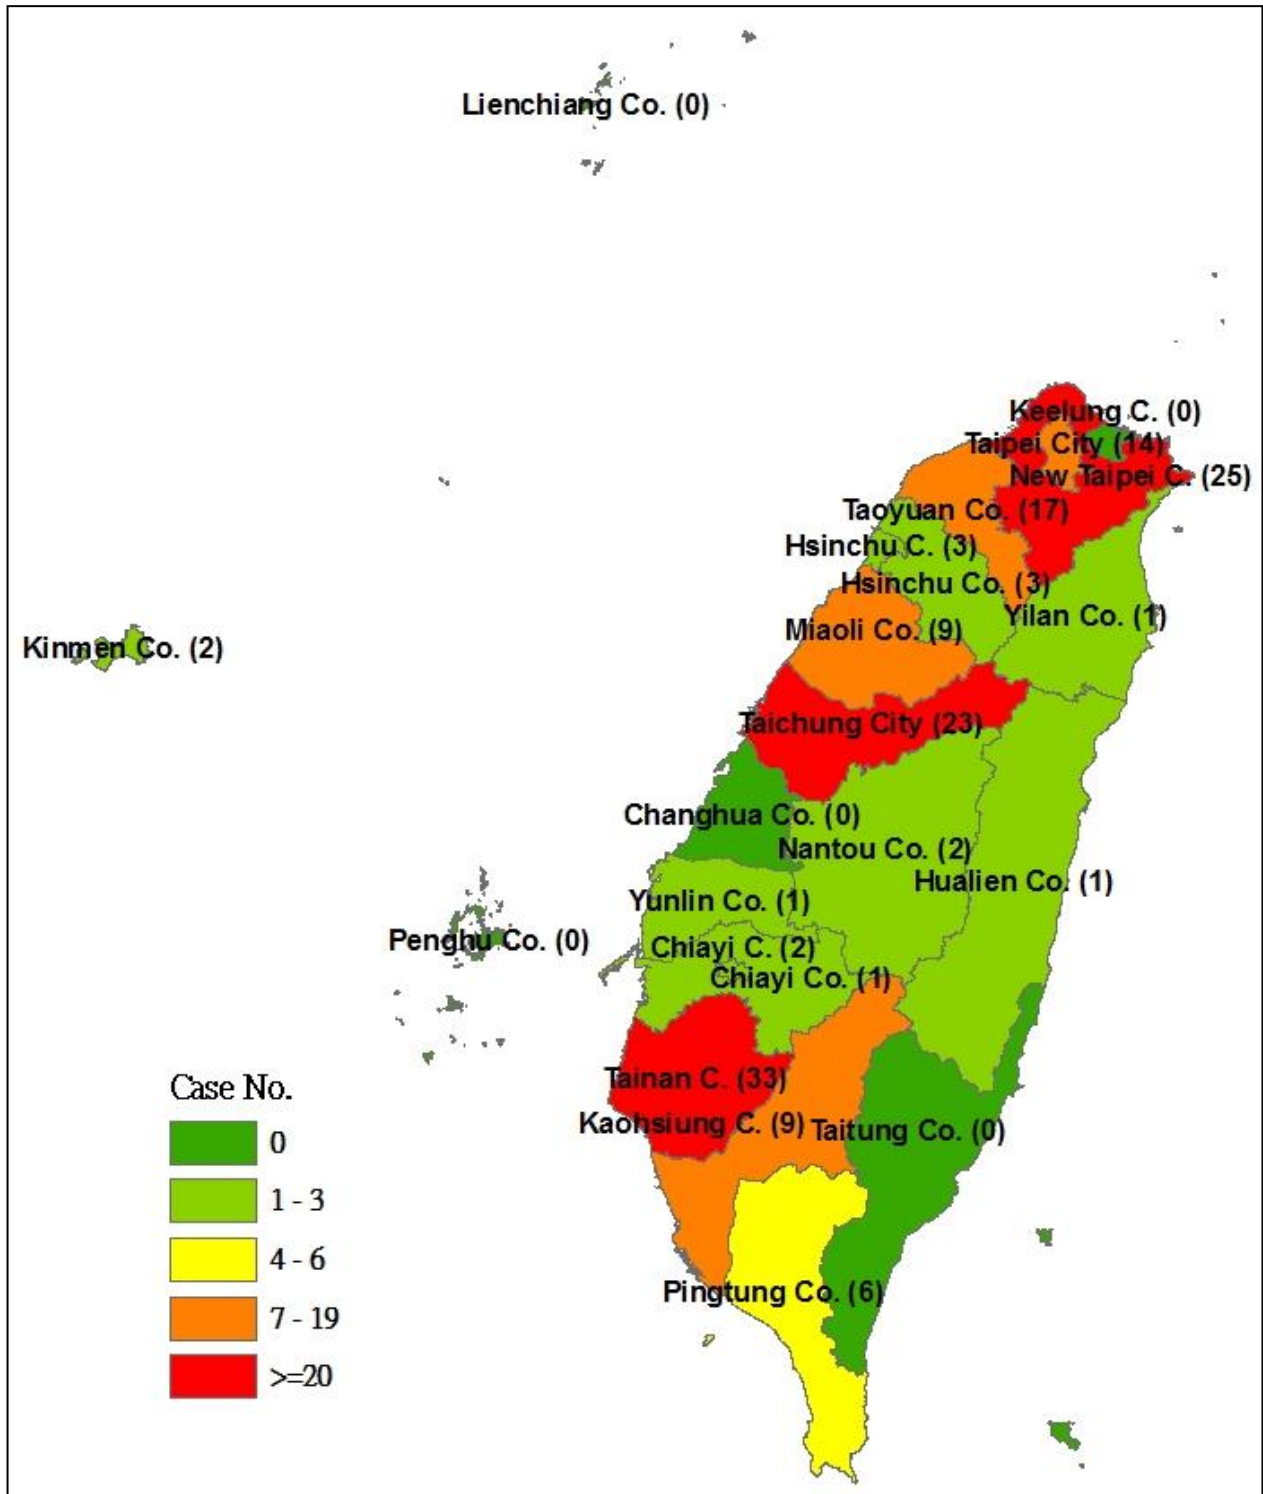 Lienchiang Co. (0)
Keelung C. (0)
Taipei City (14)
New Taipei C. (25)
Taoyuan Co. (17)
Hsinchu C. (3)
Hsinchu Co. (3)
Yilan Co. (1)
Miaoli Co. (9)
Kinmen Co. (2)
Taichung City (23)
Changhua Co. (0)
Nantou Co. (2)
Hualien Co. (1)
Yunlin Co. (1)
Penghu Co. (0)
Chiayi C. (2)
Chiayi Co. (1)
Tainan C. (33)
Kaohsiung C. (9)
Taitung Co. (0)
Pingtung Co. (6)
Case No.
0
1 - 3
4 - 6
7 - 19
>=20